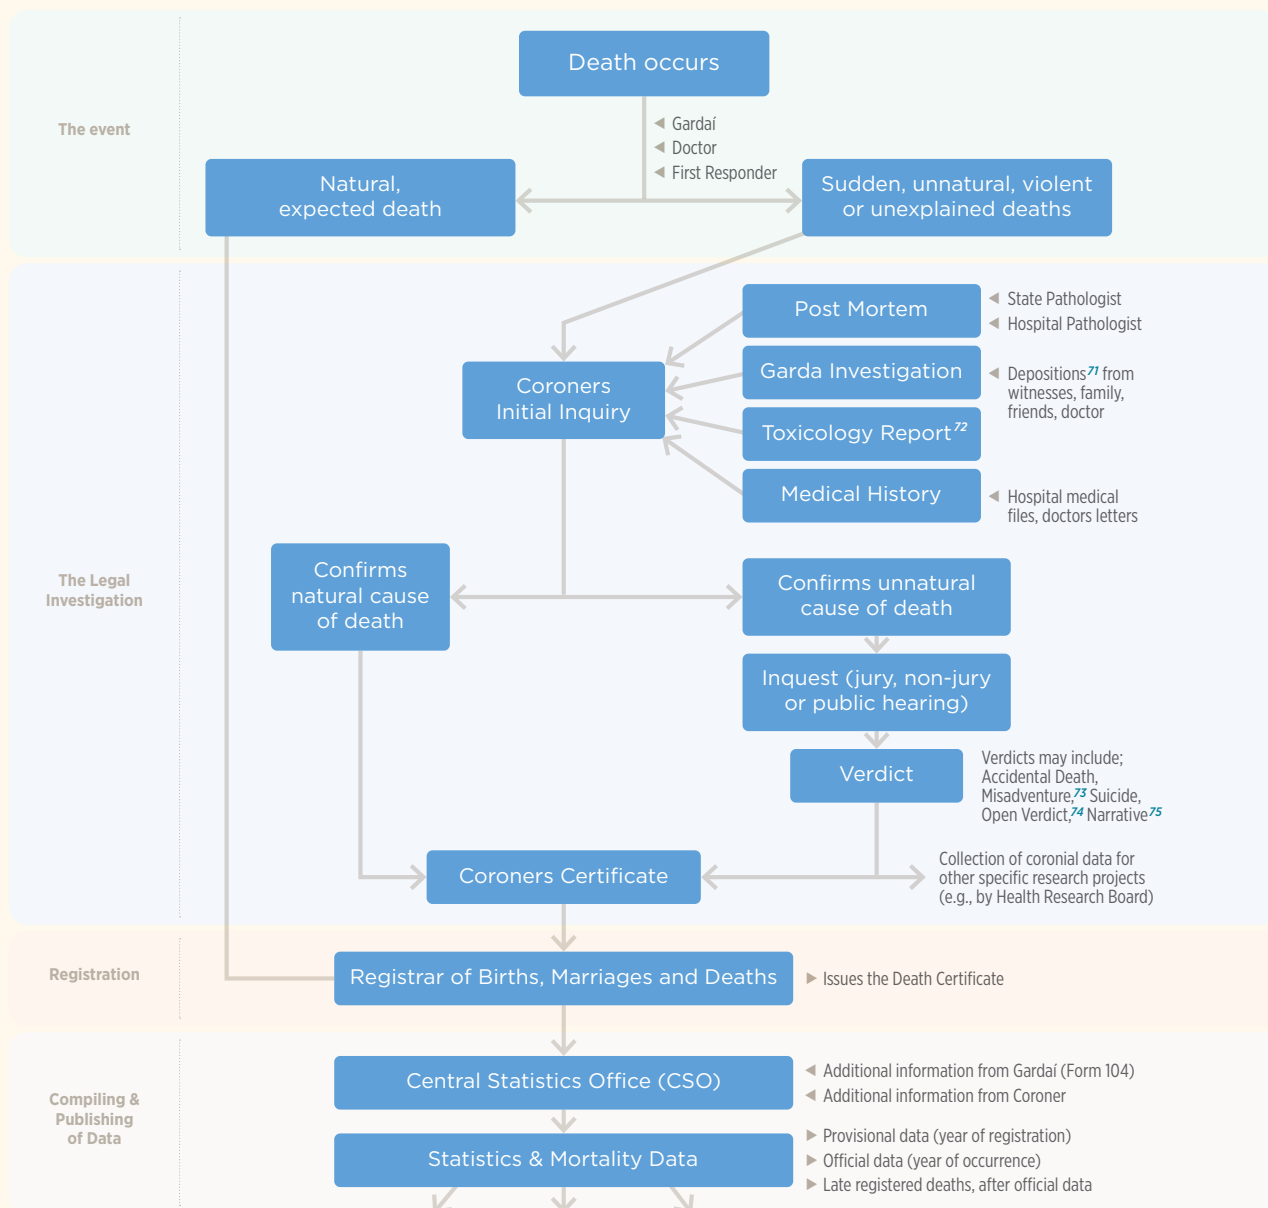 Death occurs
The event
Gardaí
Doctor
First Responder
Natural,
expected death
Sudden, unnatural, violent
or unexplained deaths
Post Mortem
State Pathologist
Hospital Pathologist
Coroners
Initial Inquiry
Garda Investigation
Depositions71 from
witnesses, family,
friends, doctor
Toxicology Report72
Medical History
Hospital medical
files, doctors letters
The Legal
Investigation
Confirms
natural cause
of death
Confirms unnatural
cause of death
Inquest (jury, non-jury
or public hearing)
Verdict
Verdicts may include;
Accidental Death,
Misadventure,73 Suicide,
Open Verdict,74 Narrative75
Coroners Certificate
Collection of coronial data for
other specific research projects
(e.g., by Health Research Board)
Registration
Registrar of Births, Marriages and Deaths
Issues the Death Certificate
Compiling &
Publishing
of Data
Central Statistics Office (CSO)
Additional information from Gardaí (Form 104)
Additional information from Coroner
Statistics & Mortality Data
Provisional data (year of registration)
Official data (year of occurrence)
Late registered deaths, after official data